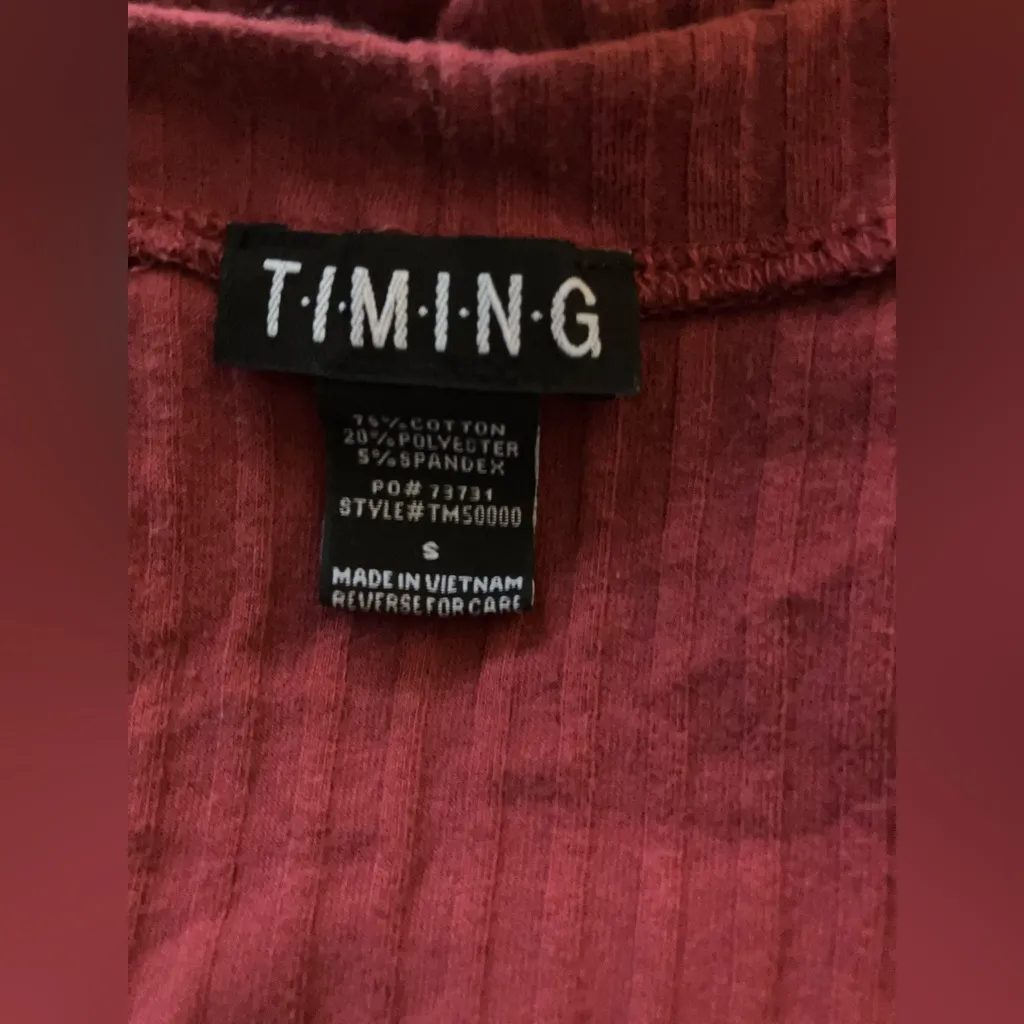 T·I·M·I·N·G
75%COTTON
20%POLYESTER
5%SPANDEX
PO# 73731
STYLE#TM50000
S
MADE IN VIETNAM
REVERSE FOR CARE